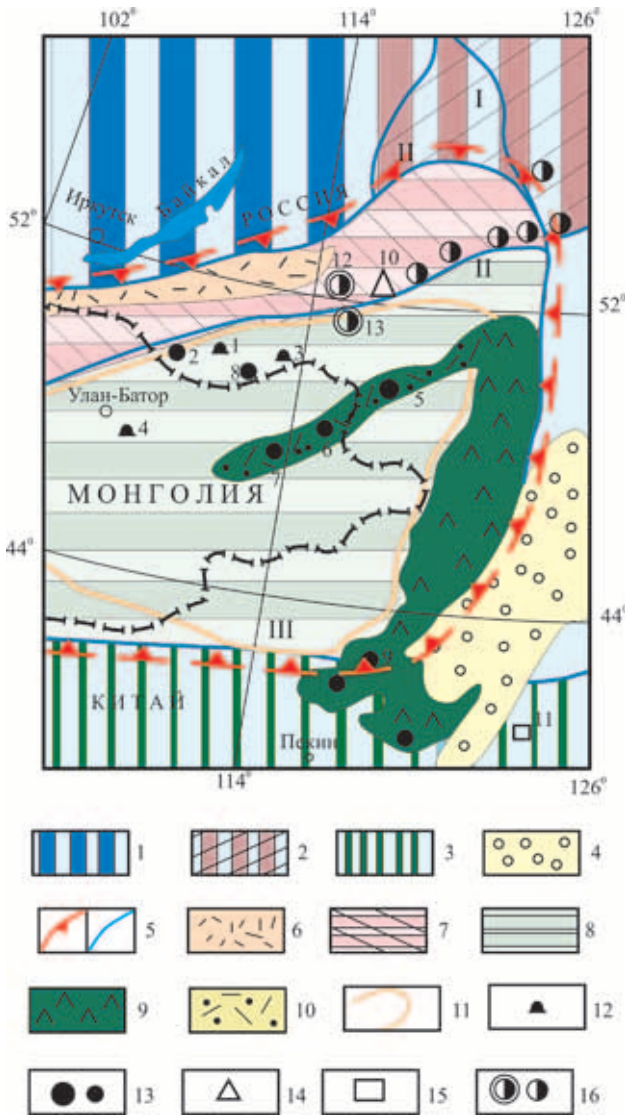 102° 114° 126°
I
II
52°
Иркутск
Байкал
РОССИЯ
12 10
II
52°
13
2 1 3
8
Улан-Батор
5
4
6
7
МОНГОЛИЯ
44°
44°
III
9
КИТАЙ
11
Пекин
114° 126°
1 2 3 4
5 6 7 8
9 10 11 12
13 14 15 16